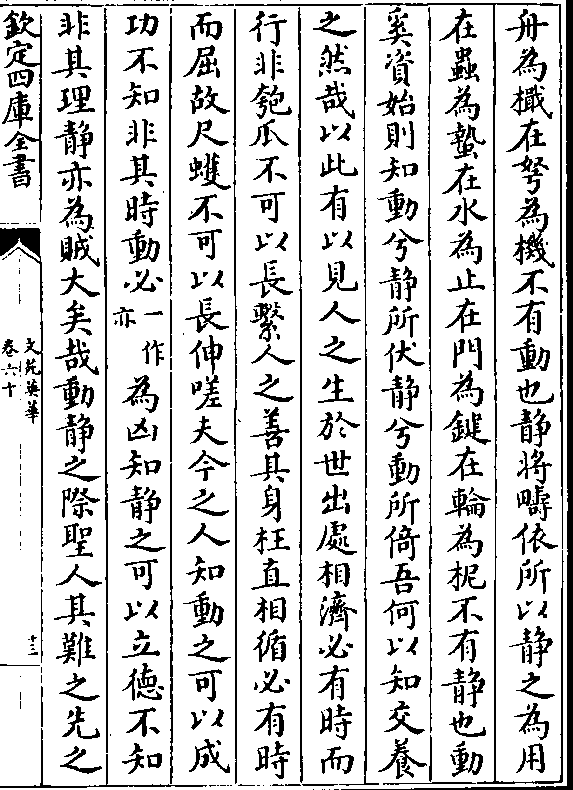 舟為檝在弩為機不有動也静將疇依所以静之為用
在蟲為蟄在水為止在門為鍵在輪為柅不有静也動
奚資始則知動兮静所伏静兮動所倚吾何以知交養
之然哉以此有以見人之生於世出處相濟必有時而
行非匏瓜不可以長繫人之善其身枉直相循必有時
而屈故尺蠖不可以長伸嗟夫今之人知動之可以成
功不知非其時動必一作亦為凶知静之可以立德不知
非其理静亦為賊大矣哉動静之際聖人其難之先之
欽定四庫全書
文苑英華
卷六十
十三